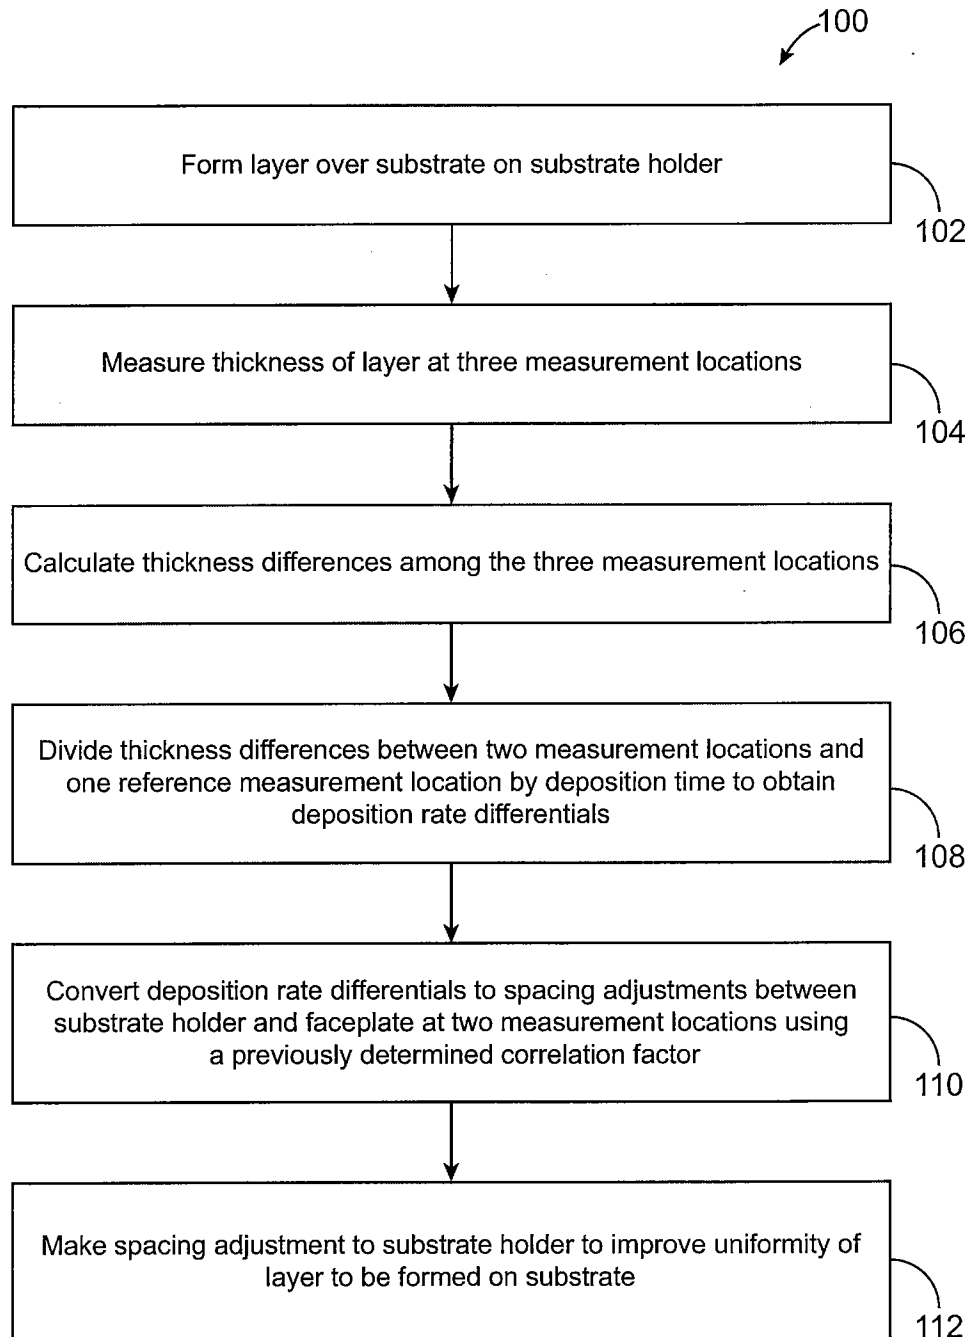 100
Form layer over substrate on substrate holder
102
Measure thickness of layer at three measurement locations
104
Calculate thickness differences among the three measurement locations
106
Divide thickness differences between two measurement locations and
one reference measurement location by deposition time to obtain
deposition rate differentials
108
Convert deposition rate differentials to spacing adjustments between
substrate holder and faceplate at two measurement locations using
a previously determined correlation factor
110
Make spacing adjustment to substrate holder to improve uniformity of
layer to be formed on substrate
112